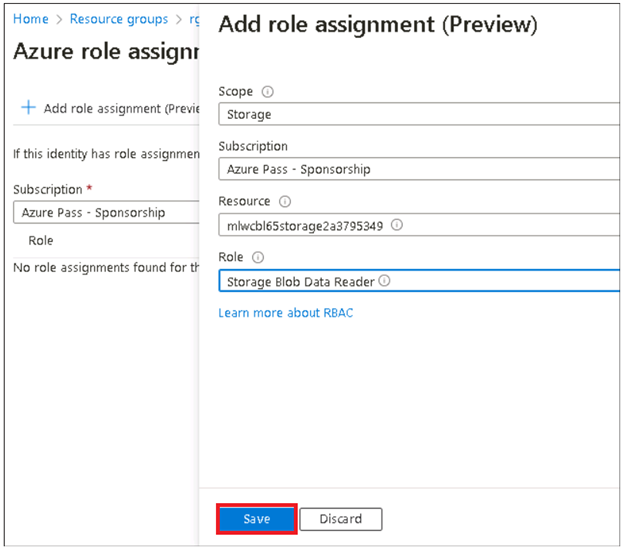 Home > Resource groups > rg
Azure role assignr
Add role assignment (Previe
If this identity has role assignmen
Subscription *
Azure Pass - Sponsorship
Role
No role assignments found for th
Add role assignment (Preview)
Scope
Storage
Subscription
Azure Pass - Sponsorship
Resource
mlwcbl65storage2a3795349
Role
Storage Blob Data Reader
Learn more about RBAC
Save
Discard